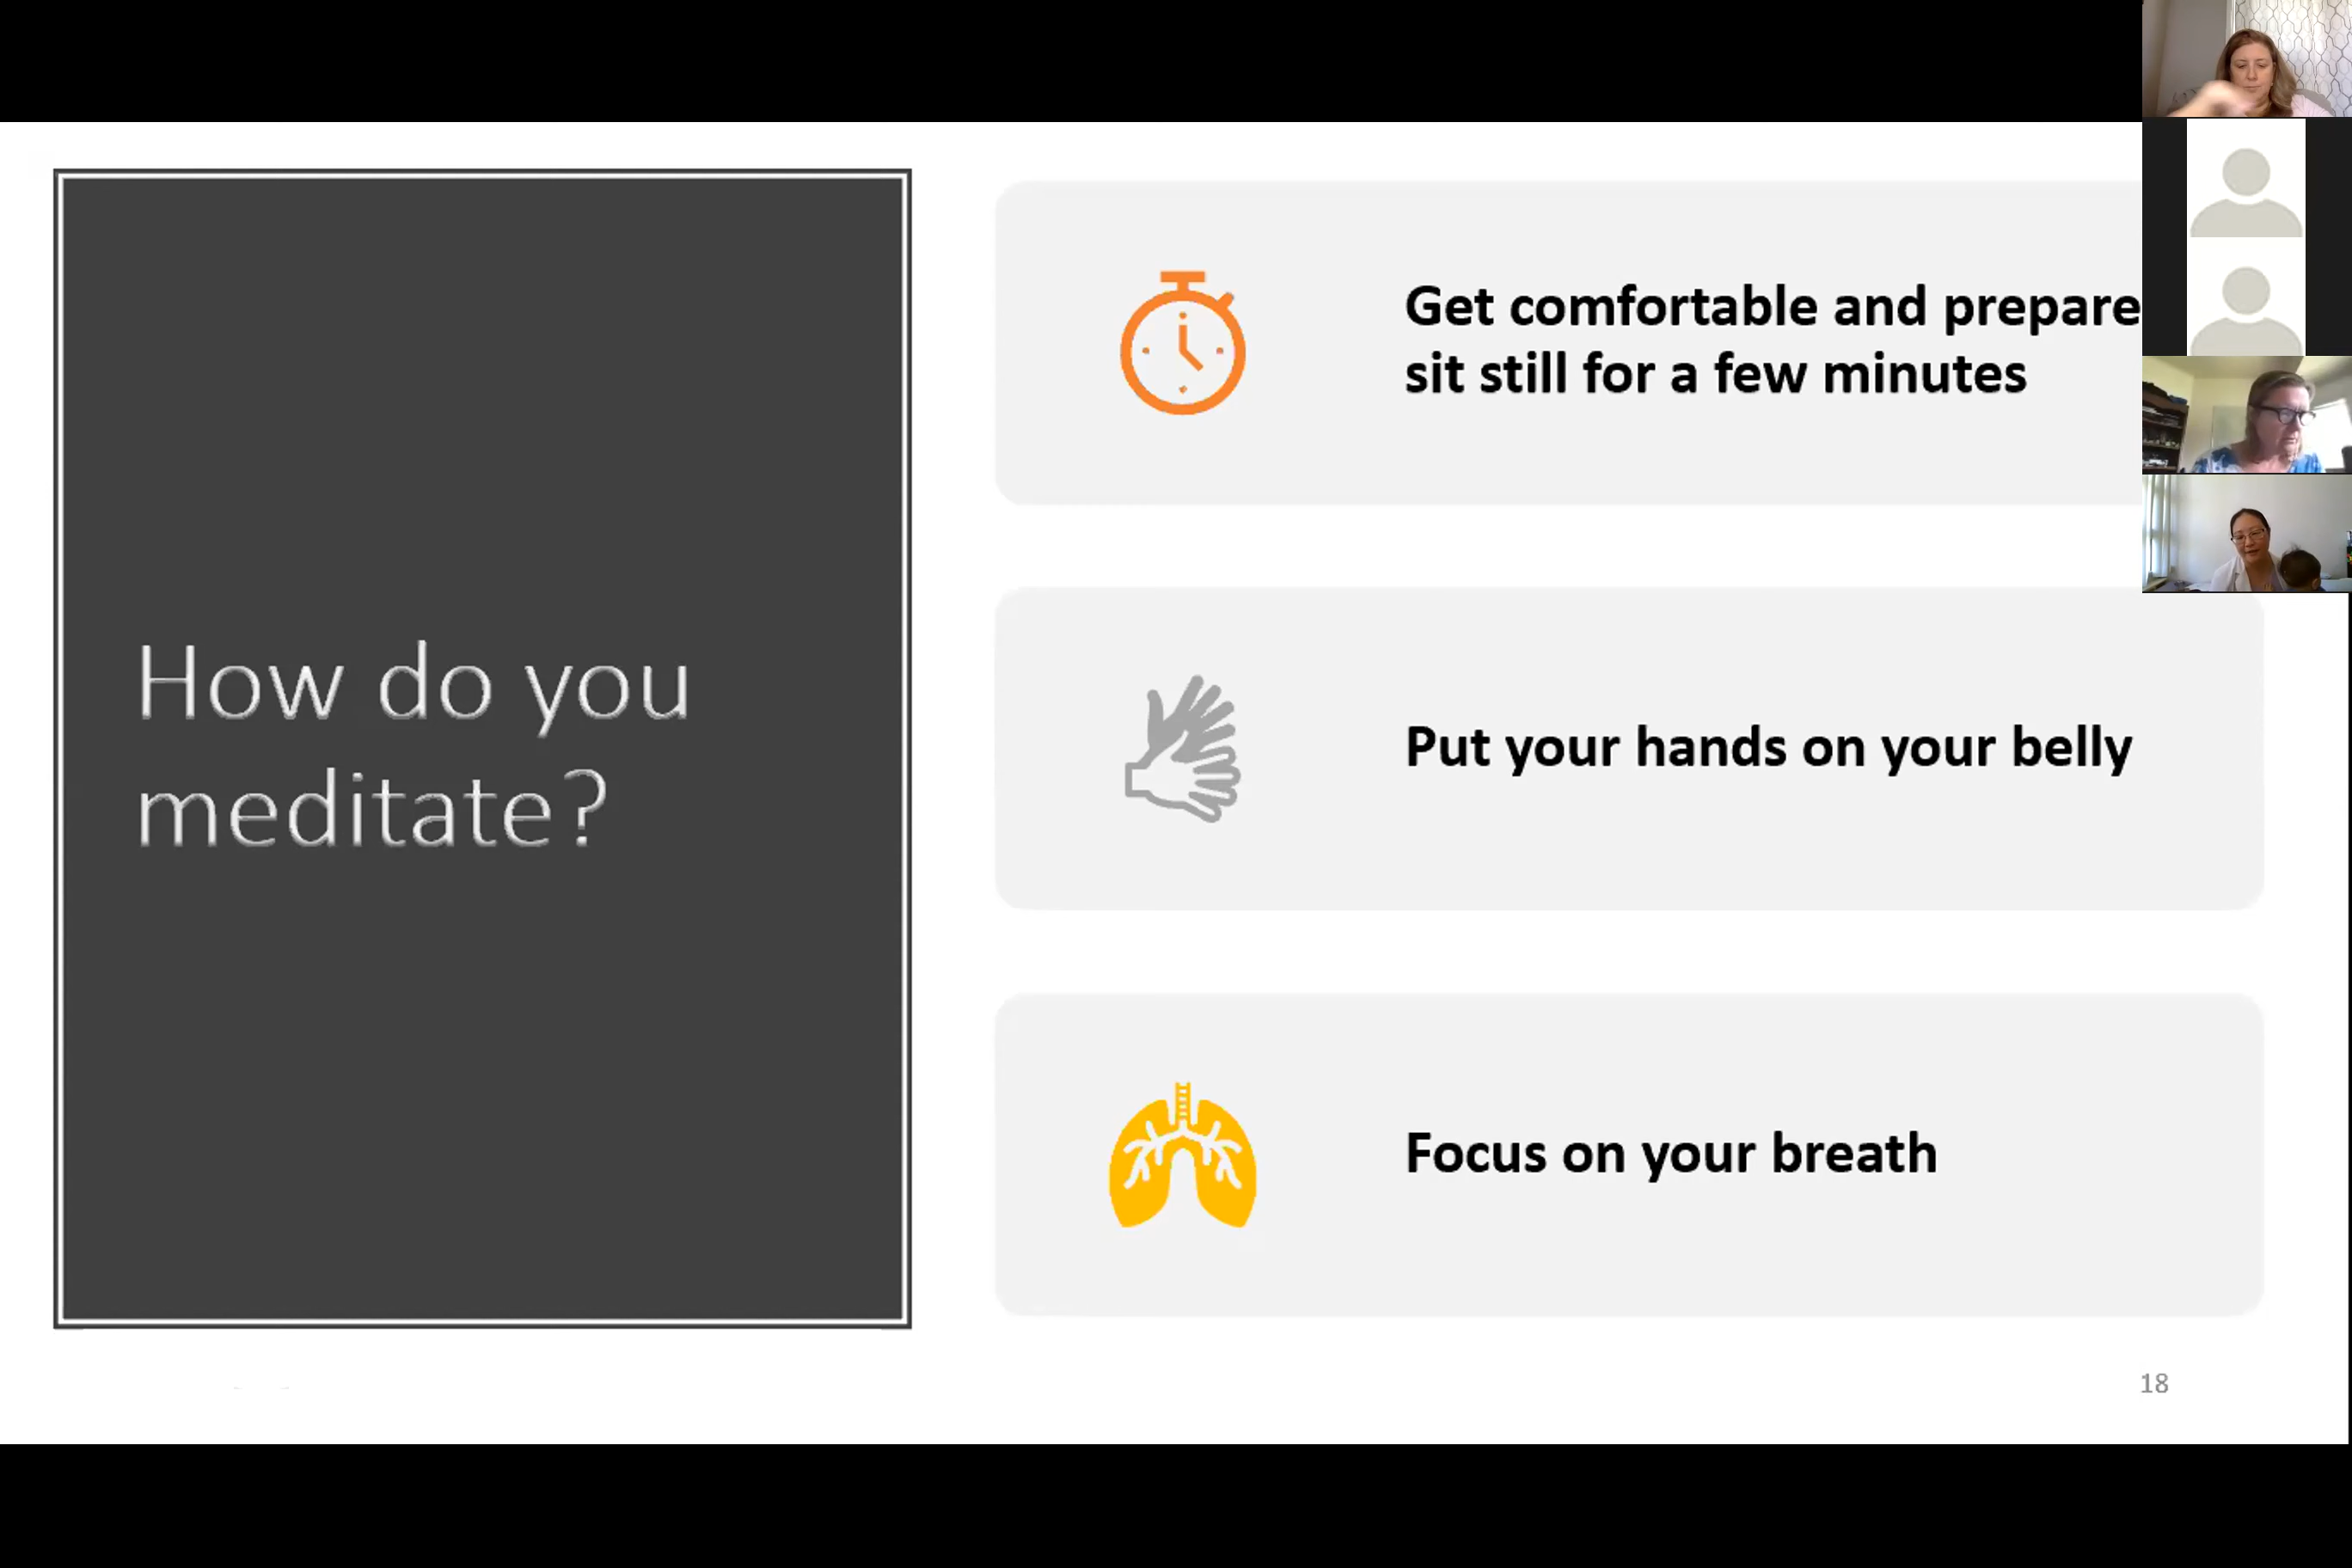 How do you
meditate?
Get comfortable and prepare
sit still for a few minutes
Put your hands on your belly
Focus on your breath
18